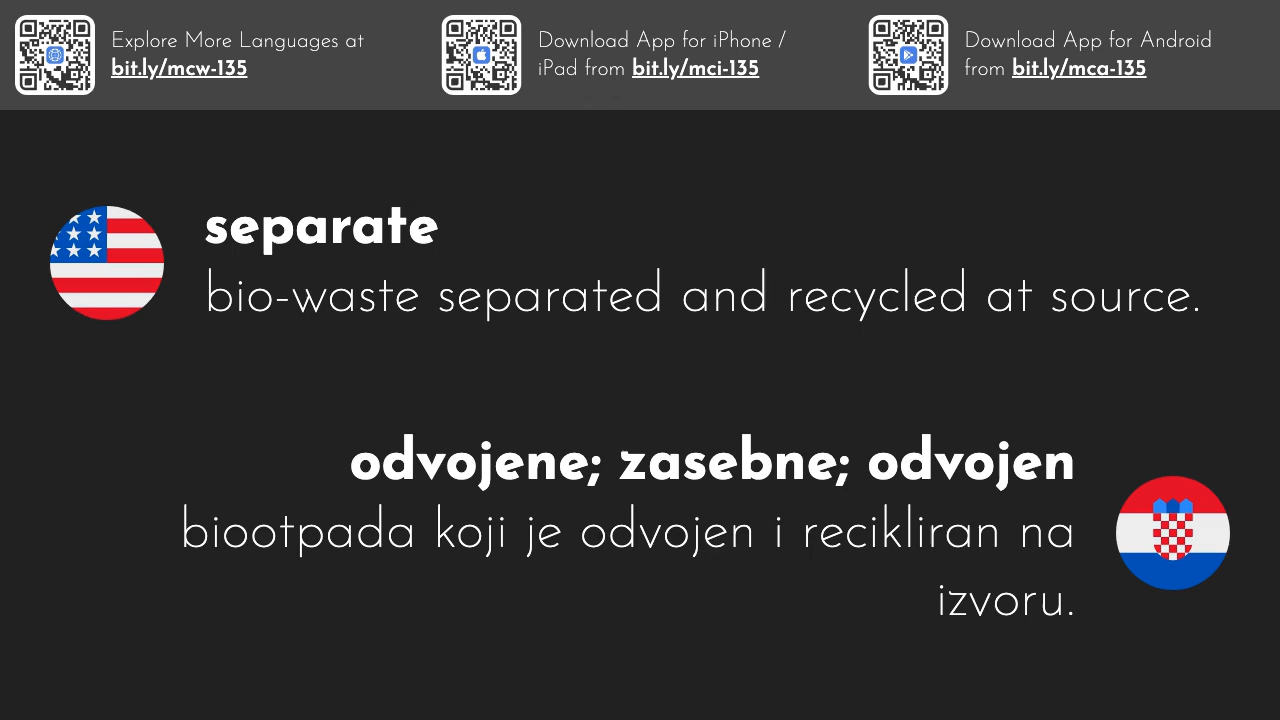 Explore More Languages at
bit.ly/mcw-135
Download App for iPhone /
iPad from bit.ly/mci-135
Download App for Android
from bit.ly/mca-135
separate
bio-waste separated and recycled at source.
odvojene; zasebne; odvojen
biootpada koji je odvojen i recikliran na
izvoru.